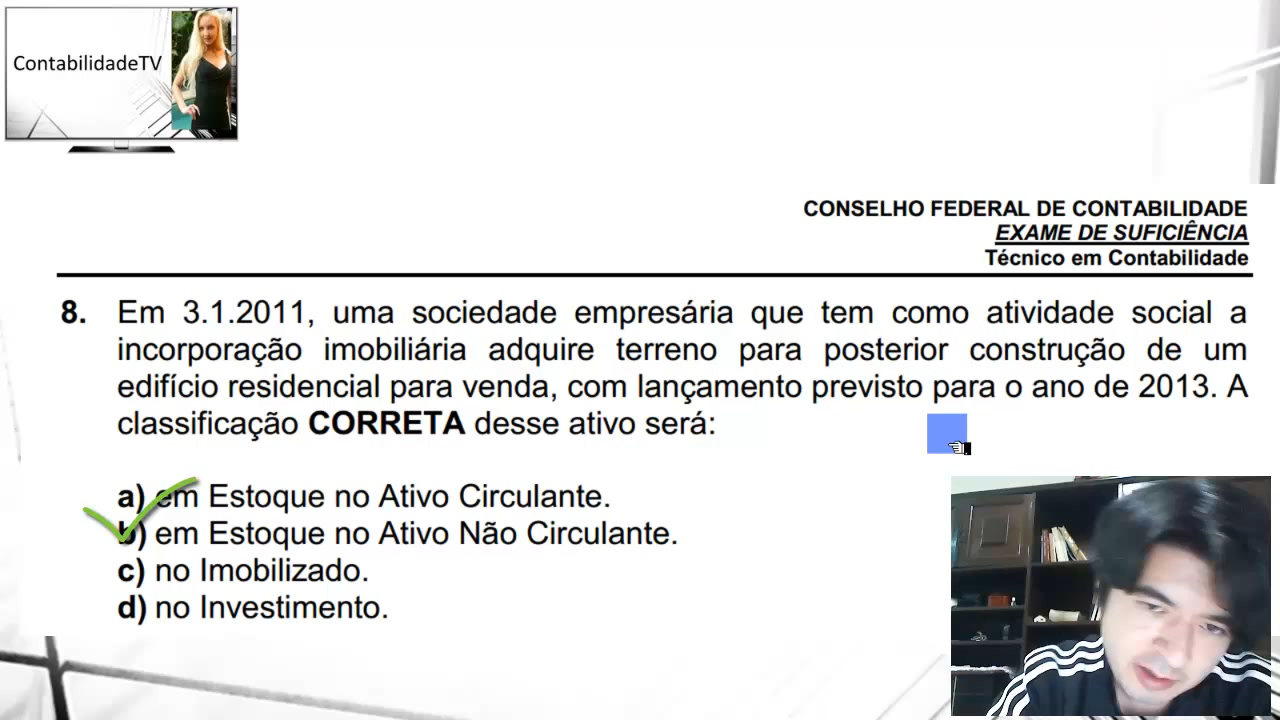 ContabilidadeTV
CONSELHO FEDERAL DE CONTABILIDADE
EXAME DE SUFICIÊNCIA
Técnico em Contabilidade
8. Em 3.1.2011, uma sociedade empresária que tem como atividade social a
incorporação imobiliária adquire terreno para posterior construção de um
edifício residencial para venda, com lançamento previsto para o ano de 2013. A
classificação CORRETA desse ativo será:
a) em Estoque no Ativo Circulante.
b) em Estoque no Ativo Não Circulante.
c) no Imobilizado.
d) no Investimento.